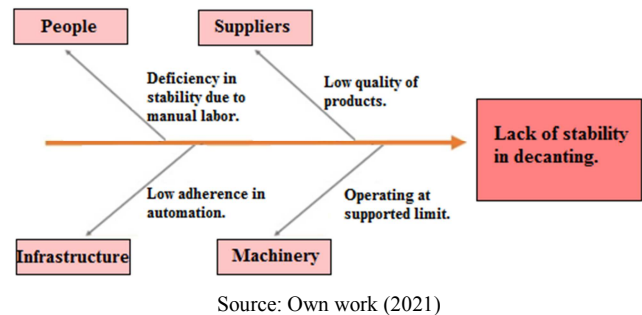 People
Suppliers
Deficiency in
stability due to
manual labor.
Low quality of
products.
Lack of stability
in decanting.
Low adherence in
automation.
Operating at
supported limit.
Infrastructure
Machinery
Source: Own work (2021)